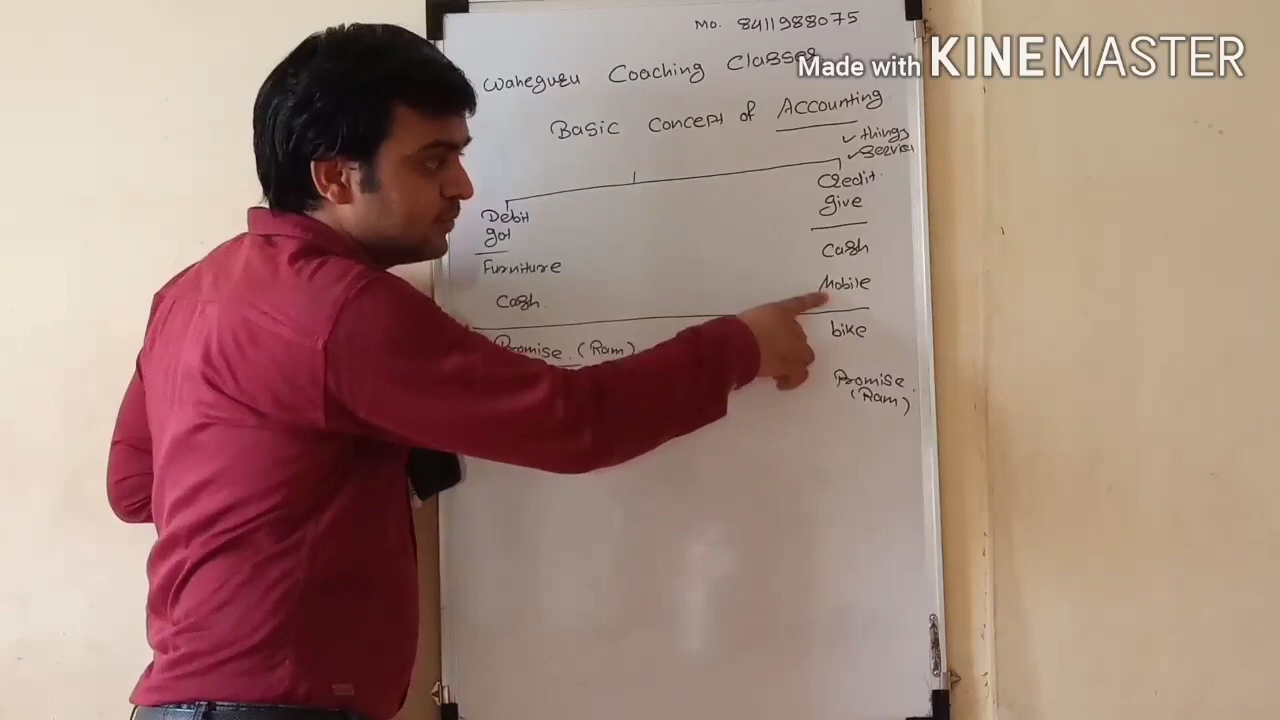 Mo. 8411988075
Waheguru Coaching Classes
Made with KINEMASTER
Basic Concept of Accounting
✓ things
✓ Services
Debit
got
Credit
give
Furniture
Cash
Cash
Mobile
Promise (Ram)
bike
Promise
(Ram)